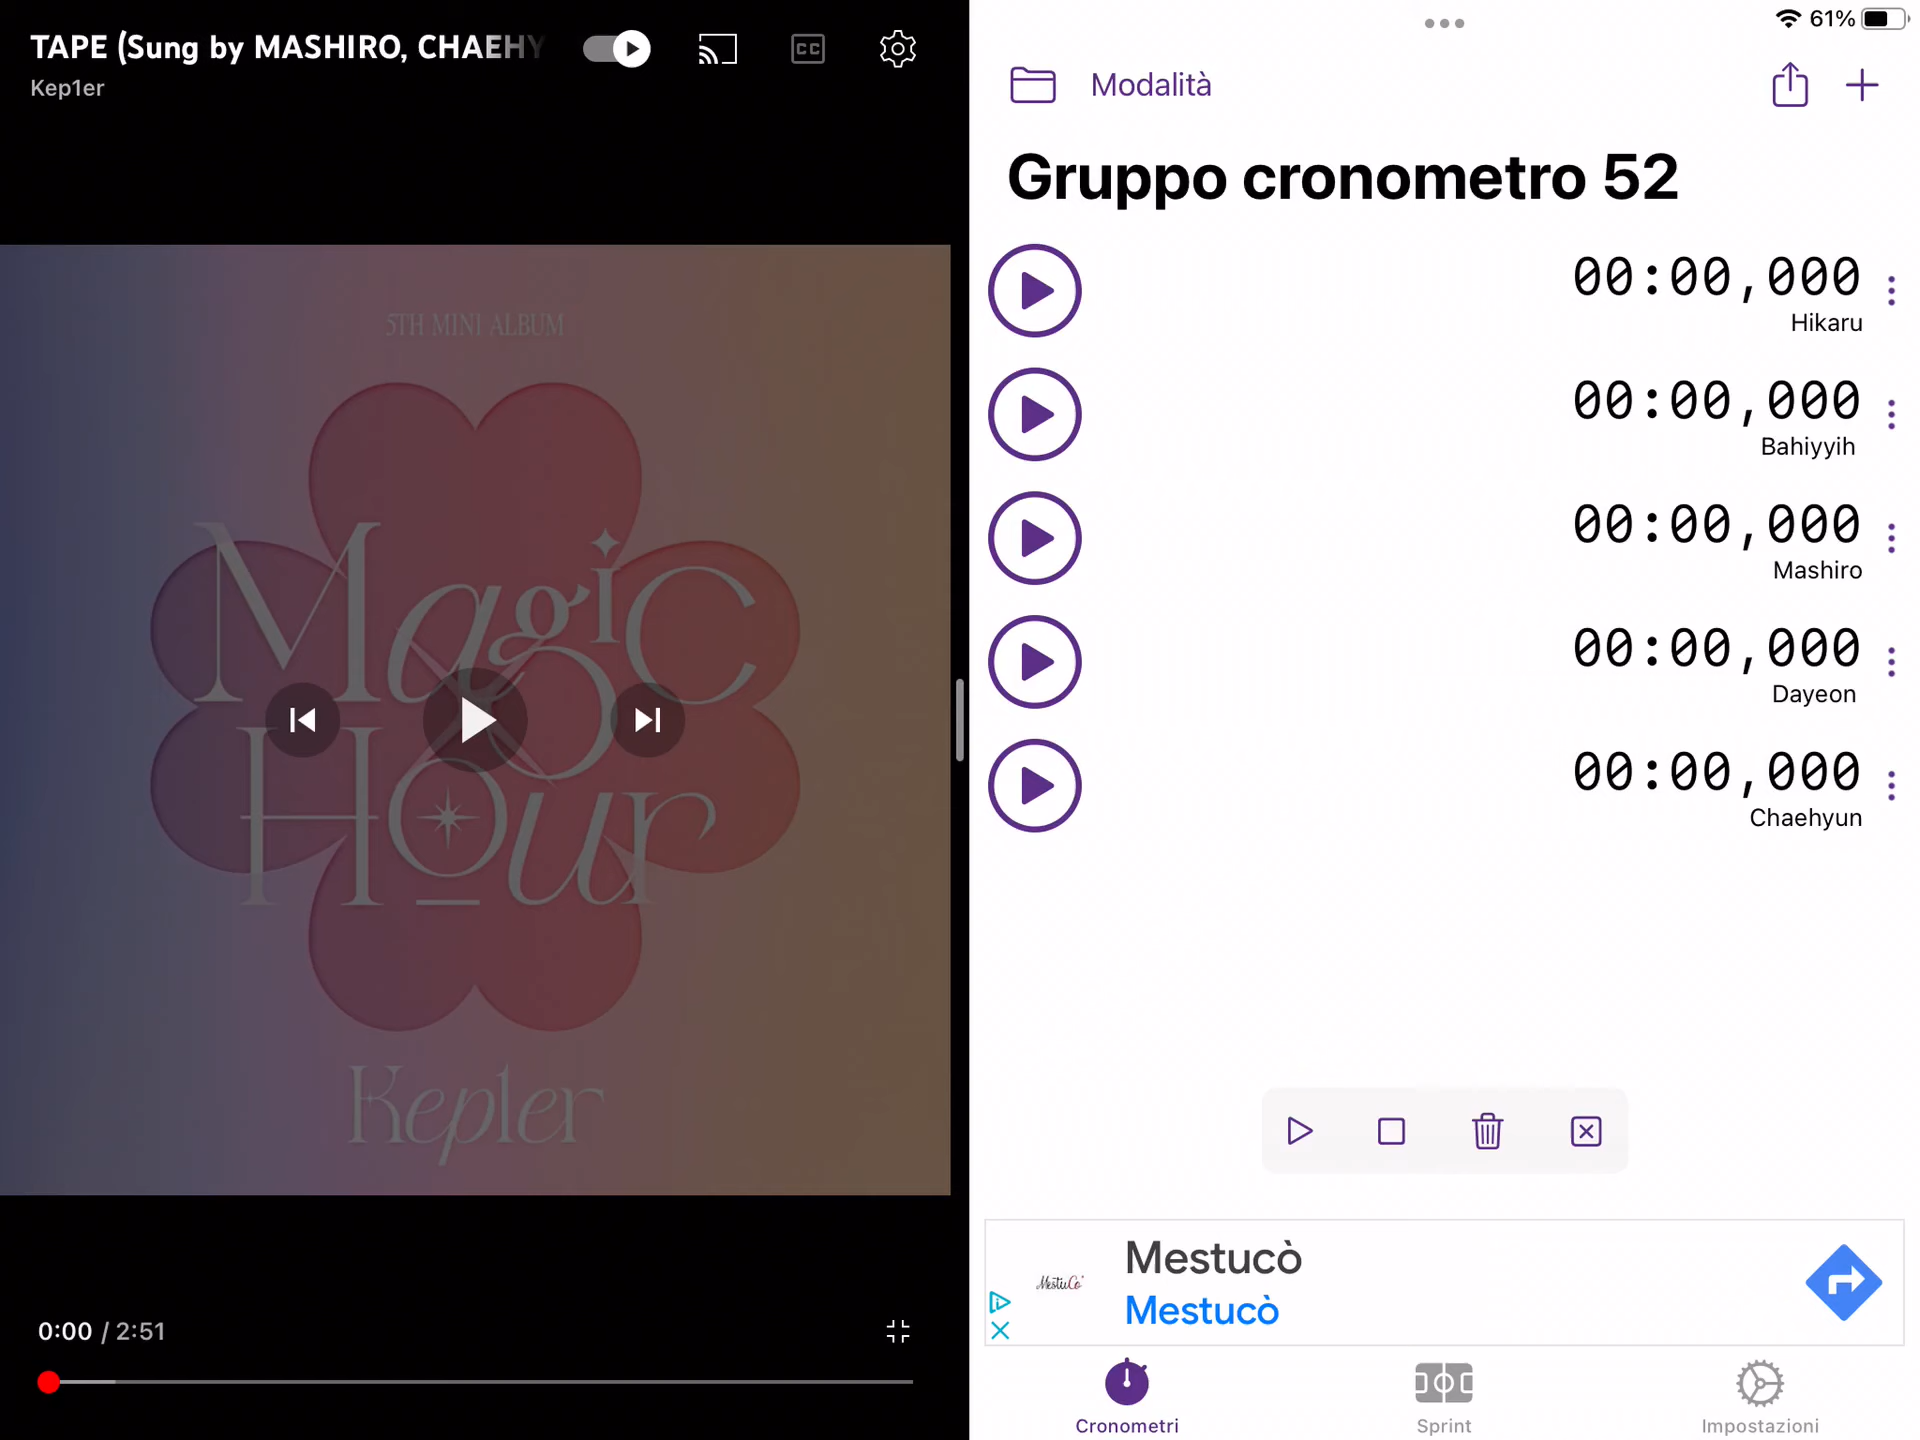 TAPE (Sung by MASHIRO, CHAEHY
Kep1er
CC
5TH MINI ALBUM
Magic
Hour
Kep1er
0:00 / 2:51
61%
Modalità
Gruppo cronometro 52
00:00,000
Hikaru
00:00,000
Bahiyyih
00:00,000
Mashiro
00:00,000
Dayeon
00:00,000
Chaehyun
MestuCò
Mestucò
Mestucò
Cronometri
Sprint
Impostazioni